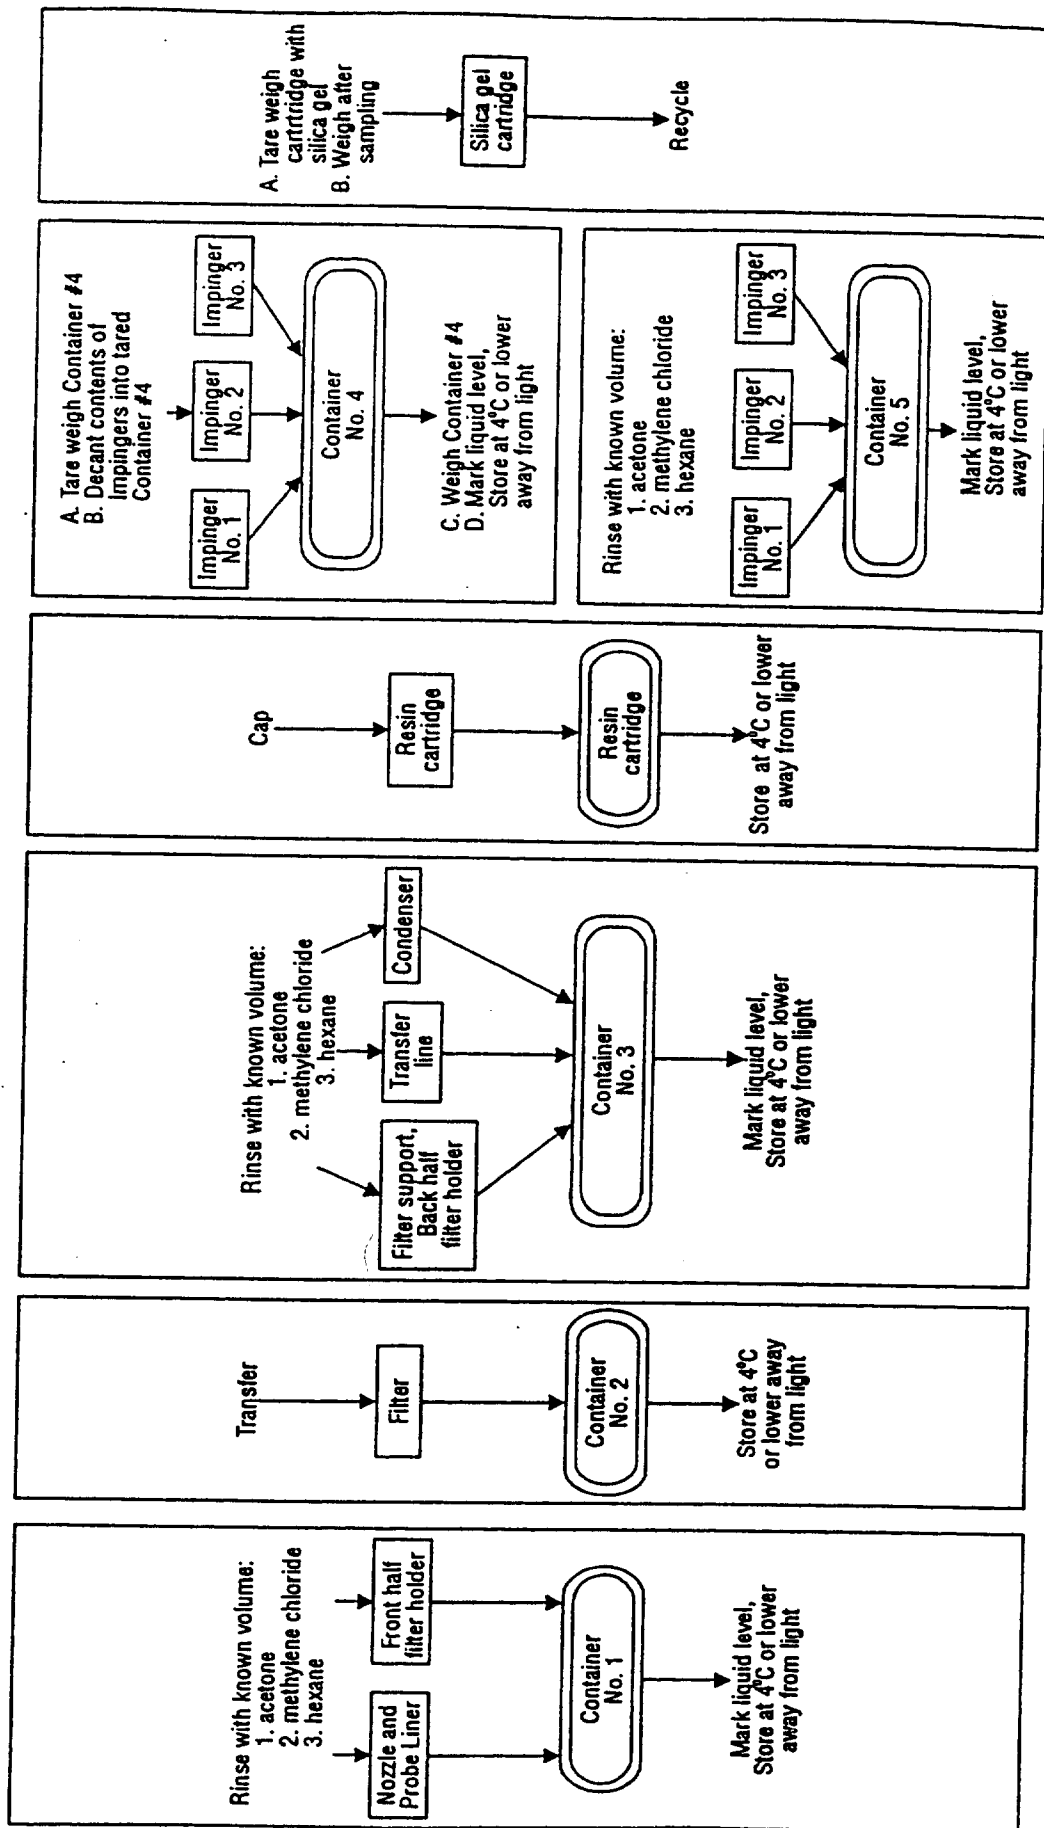 Rinse with known volume:
1. acetone
2. methylene chloride
3. hexane
Nozzle and
Probe Liner
Front half
filter holder
Container
No. 1
Mark liquid level,
Store at 4°C or lower
away from light
Transfer
Filter
Container
No. 2
Store at 4°C
or lower away
from light
Rinse with known volume:
1. acetone
2. methylene chloride
3. hexane
Filter support,
Back half
filter holder
Transfer
line
Condenser
Container
No. 3
Mark liquid level,
Store at 4°C or lower
away from light
Cap
Resin
cartridge
Resin
cartridge
Store at 4°C or lower
away from light
A. Tare weigh Container #4
B. Decant contents of
Impingers into tared
Container #4
Impinger
No. 1
Impinger
No. 2
Impinger
No. 3
Container
No. 4
C. Weigh Container #4
D. Mark liquid level,
Store at 4°C or lower
away from light
Rinse with known volume:
1. acetone
2. methylene chloride
3. hexane
Impinger
No. 1
Impinger
No. 2
Impinger
No. 3
Container
No. 5
Mark liquid level,
Store at 4°C or lower
away from light
A. Tare weigh
cartrtridge with
silica gel
B. Weigh after
sampling
Silica gel
cartridge
Recycle